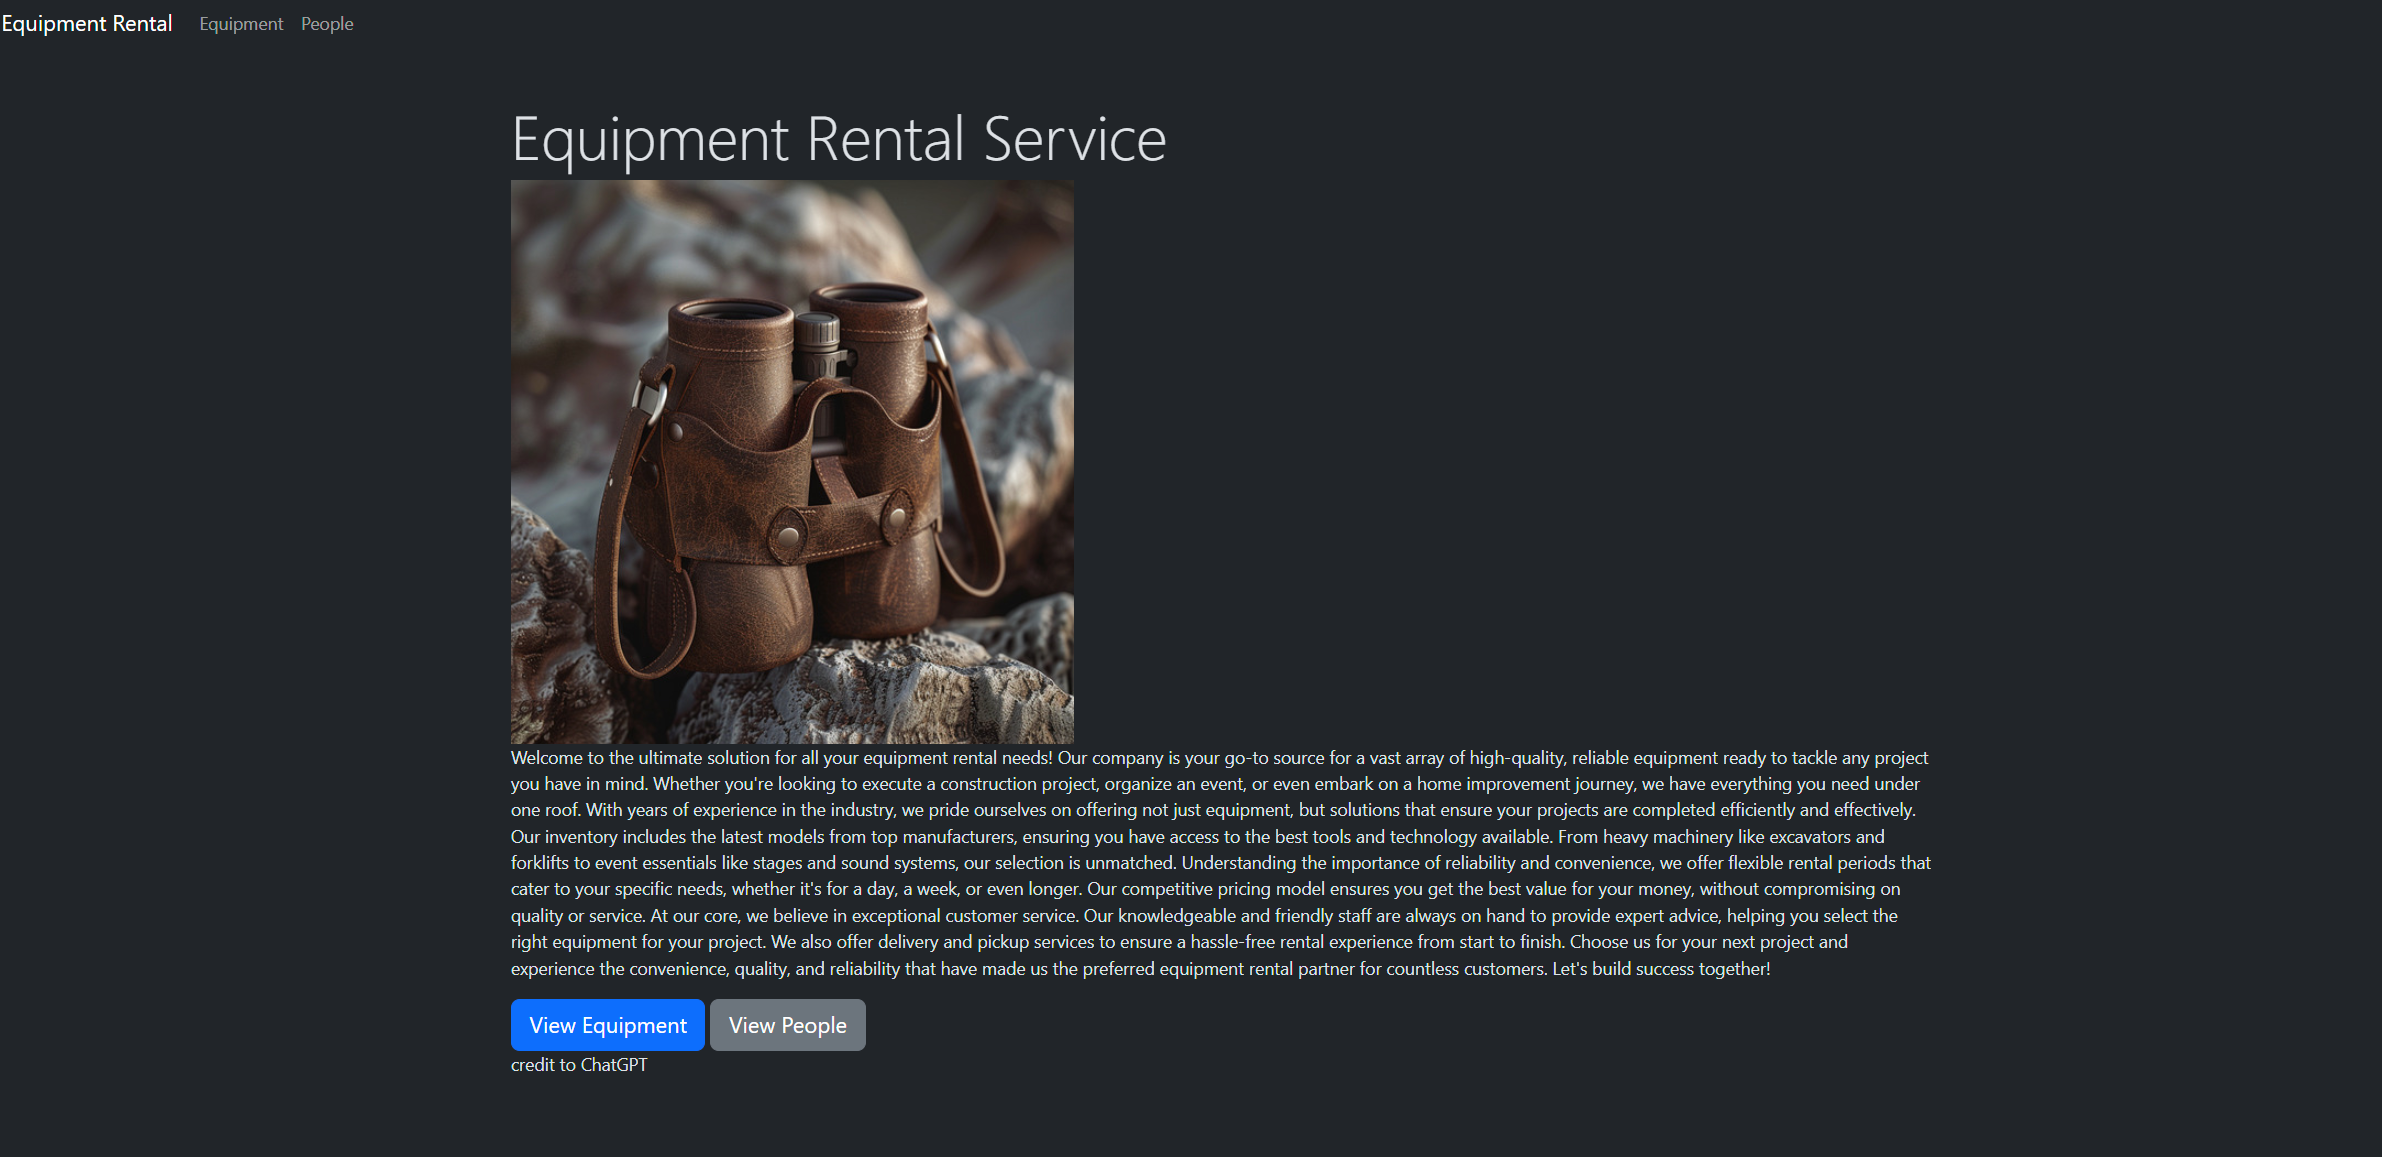 Equipment Rental Equipment People
Equipment Rental Service
Welcome to the ultimate solution for all your equipment rental needs! Our company is your go-to source for a vast array of high-quality, reliable equipment ready to tackle any project
you have in mind. Whether you're looking to execute a construction project, organize an event, or even embark on a home improvement journey, we have everything you need under
one roof. With years of experience in the industry, we pride ourselves on offering not just equipment, but solutions that ensure your projects are completed efficiently and effectively.
Our inventory includes the latest models from top manufacturers, ensuring you have access to the best tools and technology available. From heavy machinery like excavators and
forklifts to event essentials like stages and sound systems, our selection is unmatched. Understanding the importance of reliability and convenience, we offer flexible rental periods that
cater to your specific needs, whether it's for a day, a week, or even longer. Our competitive pricing model ensures you get the best value for your money, without compromising on
quality or service. At our core, we believe in exceptional customer service. Our knowledgeable and friendly staff are always on hand to provide expert advice, helping you select the
right equipment for your project. We also offer delivery and pickup services to ensure a hassle-free rental experience from start to finish. Choose us for your next project and
experience the convenience, quality, and reliability that have made us the preferred equipment rental partner for countless customers. Let's build success together!
View Equipment View People
credit to ChatGPT